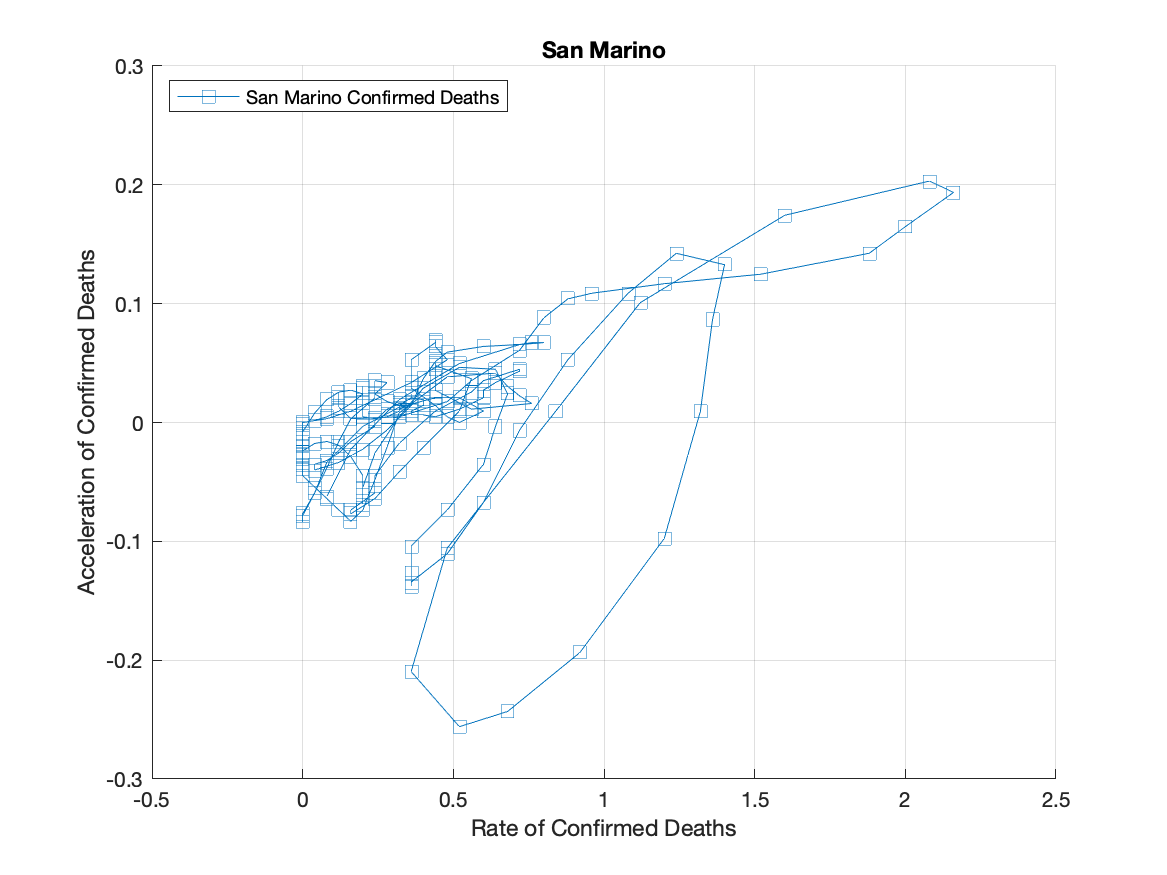 San Marino
San Marino Confirmed Deaths
0.3
0.2
0.1
0
-0.1
-0.2
-0.3
Acceleration of Confirmed Deaths
-0.5 0 0.5 1 1.5 2 2.5
Rate of Confirmed Deaths